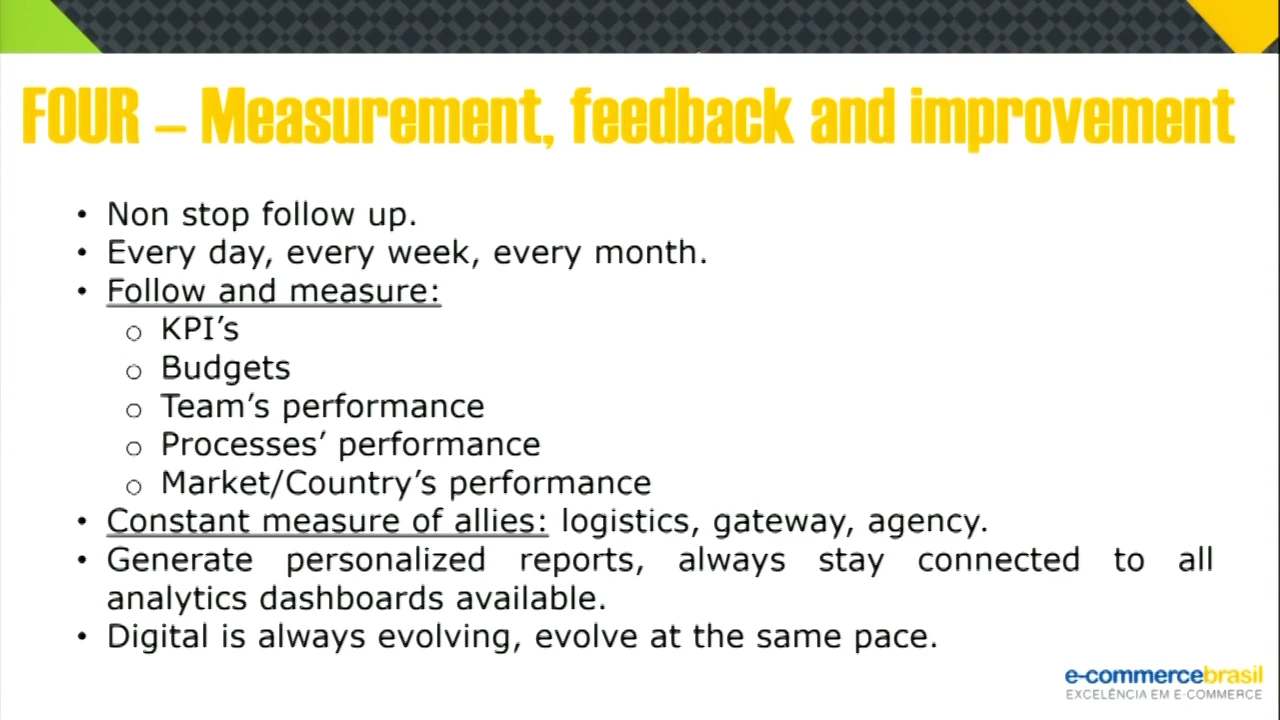 FOUR – Measurement, feedback and improvement
• Non stop follow up.
• Every day, every week, every month.
• Follow and measure:
o KPI’s
o Budgets
o Team’s performance
o Processes’ performance
o Market/Country’s performance
• Constant measure of allies: logistics, gateway, agency.
• Generate personalized reports, always stay connected to all
analytics dashboards available.
• Digital is always evolving, evolve at the same pace.
e-commercebrasil
EXCELÊNCIA EM E-COMMERCE